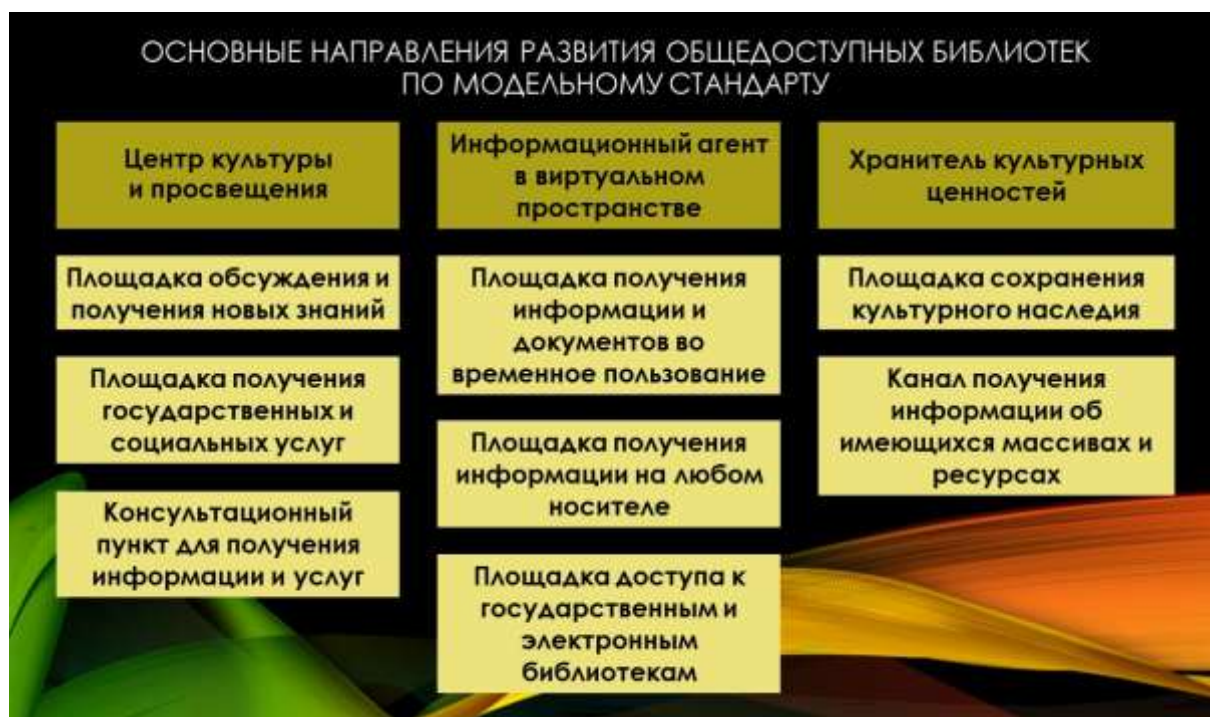 ОСНОВНЫЕ НАПРАВЛЕНИЯ РАЗВИТИЯ ОБЩЕДОСТУПНЫХ БИБЛИОТЕК
ПО МОДЕЛЬНОМУ СТАНДАРТУ
Центр культуры
и просвещения
Площадка обсуждения и
получения новых знаний
Площадка получения
государственных и
социальных услуг
Консультационный
пункт для получения
информации и услуг
Информационный агент
в виртуальном
пространстве
Площадка получения
информации и
документов во
временное пользование
Площадка получения
информации на любом
носителе
Площадка доступа к
государственным и
электронным
библиотекам
Хранитель культурных
ценностей
Площадка сохранения
культурного наследия
Канал получения
информации об
имеющихся массивах и
ресурсах